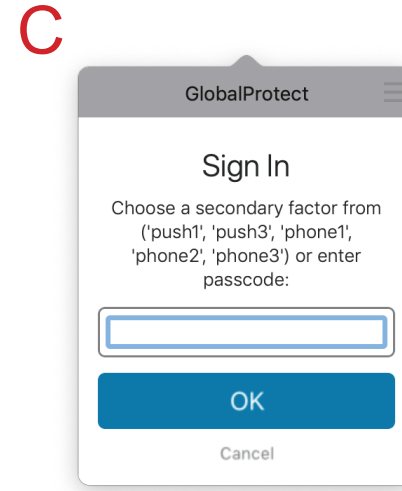 C
GlobalProtect
Sign In
Choose a secondary factor from
('push1', 'push3', 'phone1',
'phone2', 'phone3') or enter
passcode:
OK
Cancel